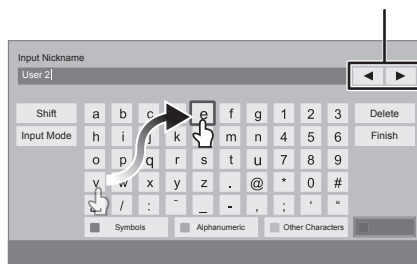 Input Nickname
User 2
◀ ▶
Shift a b c e f g 1 2 3 Delete
Input Mode h i j k m n 4 5 6 Finish
o p q r s t u 7 8 9
v w x y z . @ * 0 #
/ : ~ _ - , ; ‘ “
Symbols Alphanumeric Other Characters